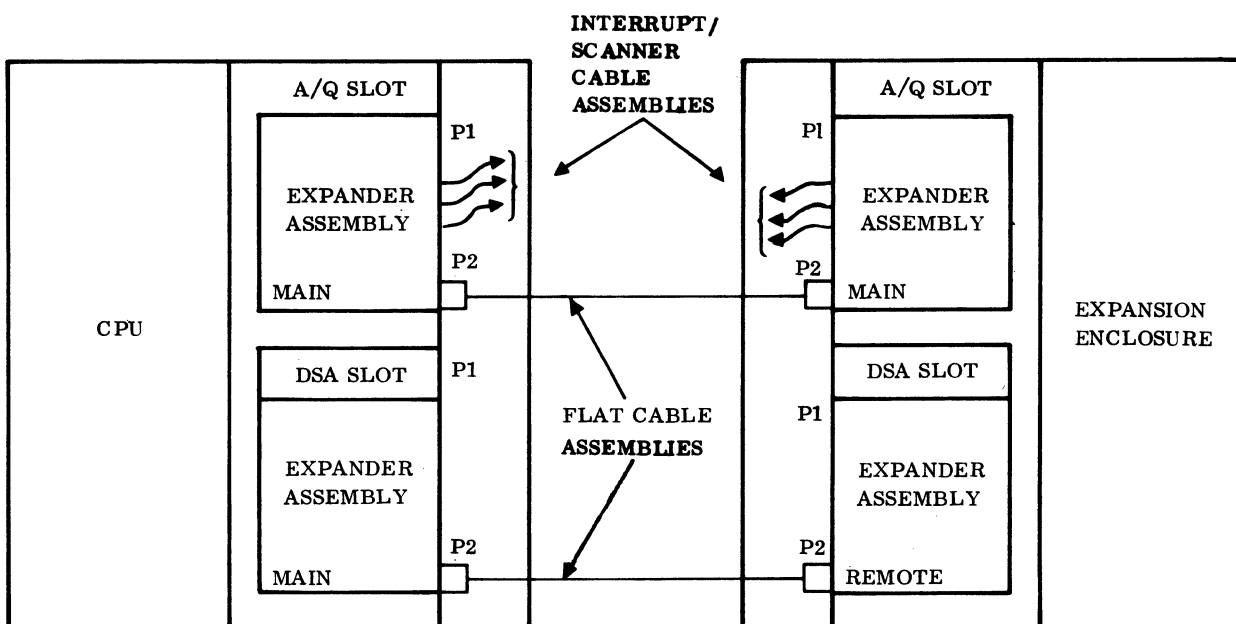 INTERRUPT/
SCANNER
CABLE
ASSEMBLIES
A/Q SLOT
P1
EXPANDER
ASSEMBLY
P2
MAIN
CPU
DSA SLOT
P1
EXPANDER
ASSEMBLY
P2
MAIN
FLAT CABLE
ASSEMBLIES
A/Q SLOT
P1
EXPANDER
ASSEMBLY
P2
MAIN
EXPANSION
ENCLOSURE
DSA SLOT
P1
EXPANDER
ASSEMBLY
P2
REMOTE